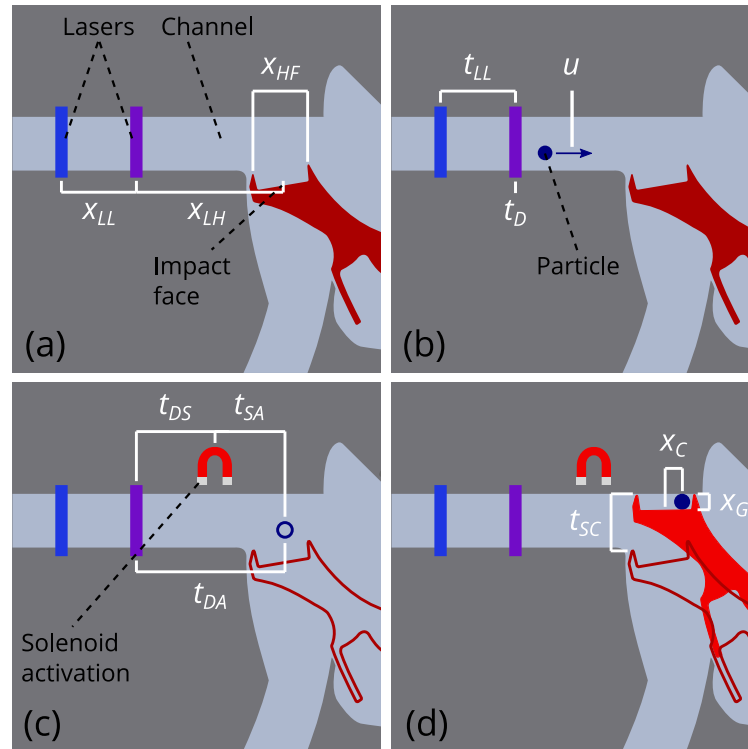 Lasers
Channel
x_HF
x_LL
x_LH
Impact
face
(a)
t_LL
u
t_D
Particle
(b)
t_DS
t_SA
t_DA
Solenoid
activation
(c)
x_C
x_G
t_SC
(d)